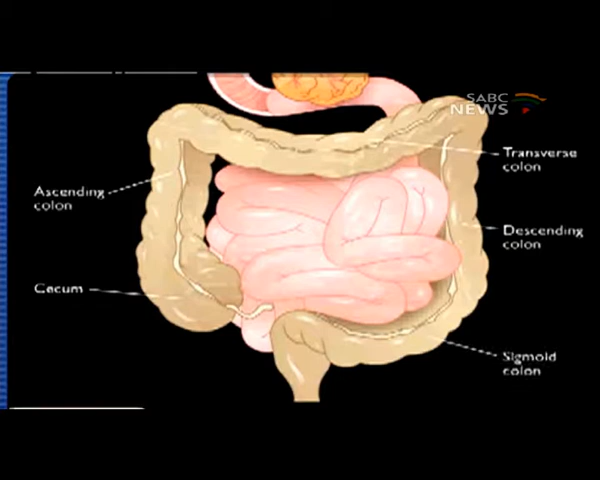 SABC
NEWS
Transverse
colon
Ascending
colon
Descending
colon
Cecum
Sigmoid
colon